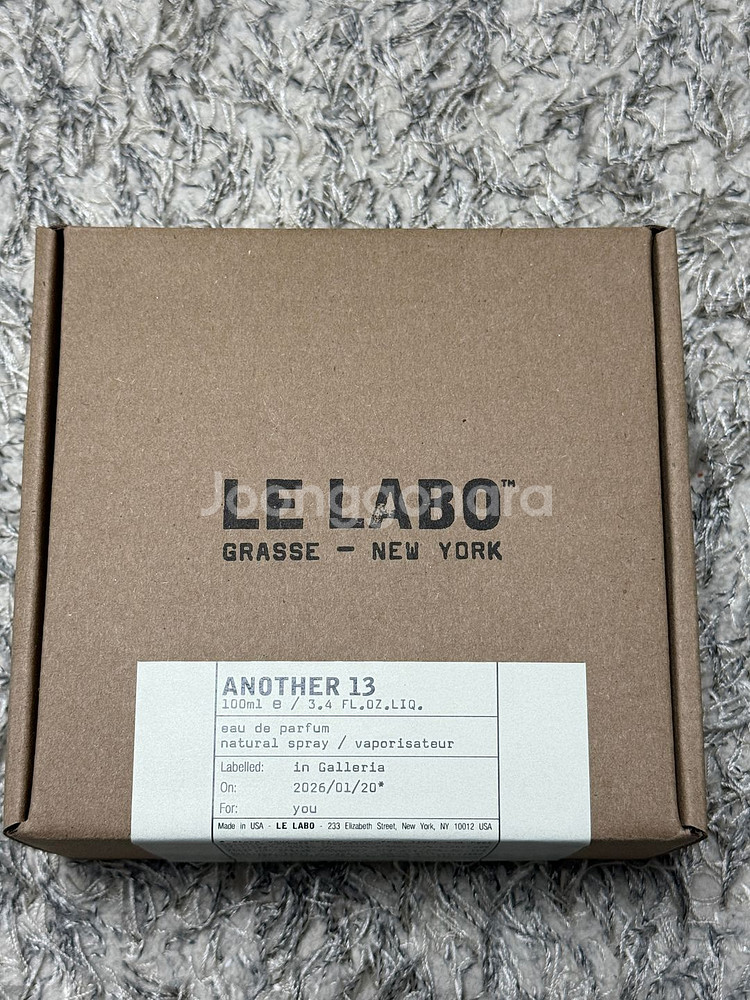 LE LABO™
GRASSE — NEW YORK
Joonggonara
ANOTHER 13
100ml ℮ / 3.4 FL.OZ.LIQ.
eau de parfum
natural spray / vaporisateur
Labelled: in Galleria
On: 2026/01/20*
For: you
Made in USA - LE LABO - 233 Elizabeth Street, New York, NY 10012 USA